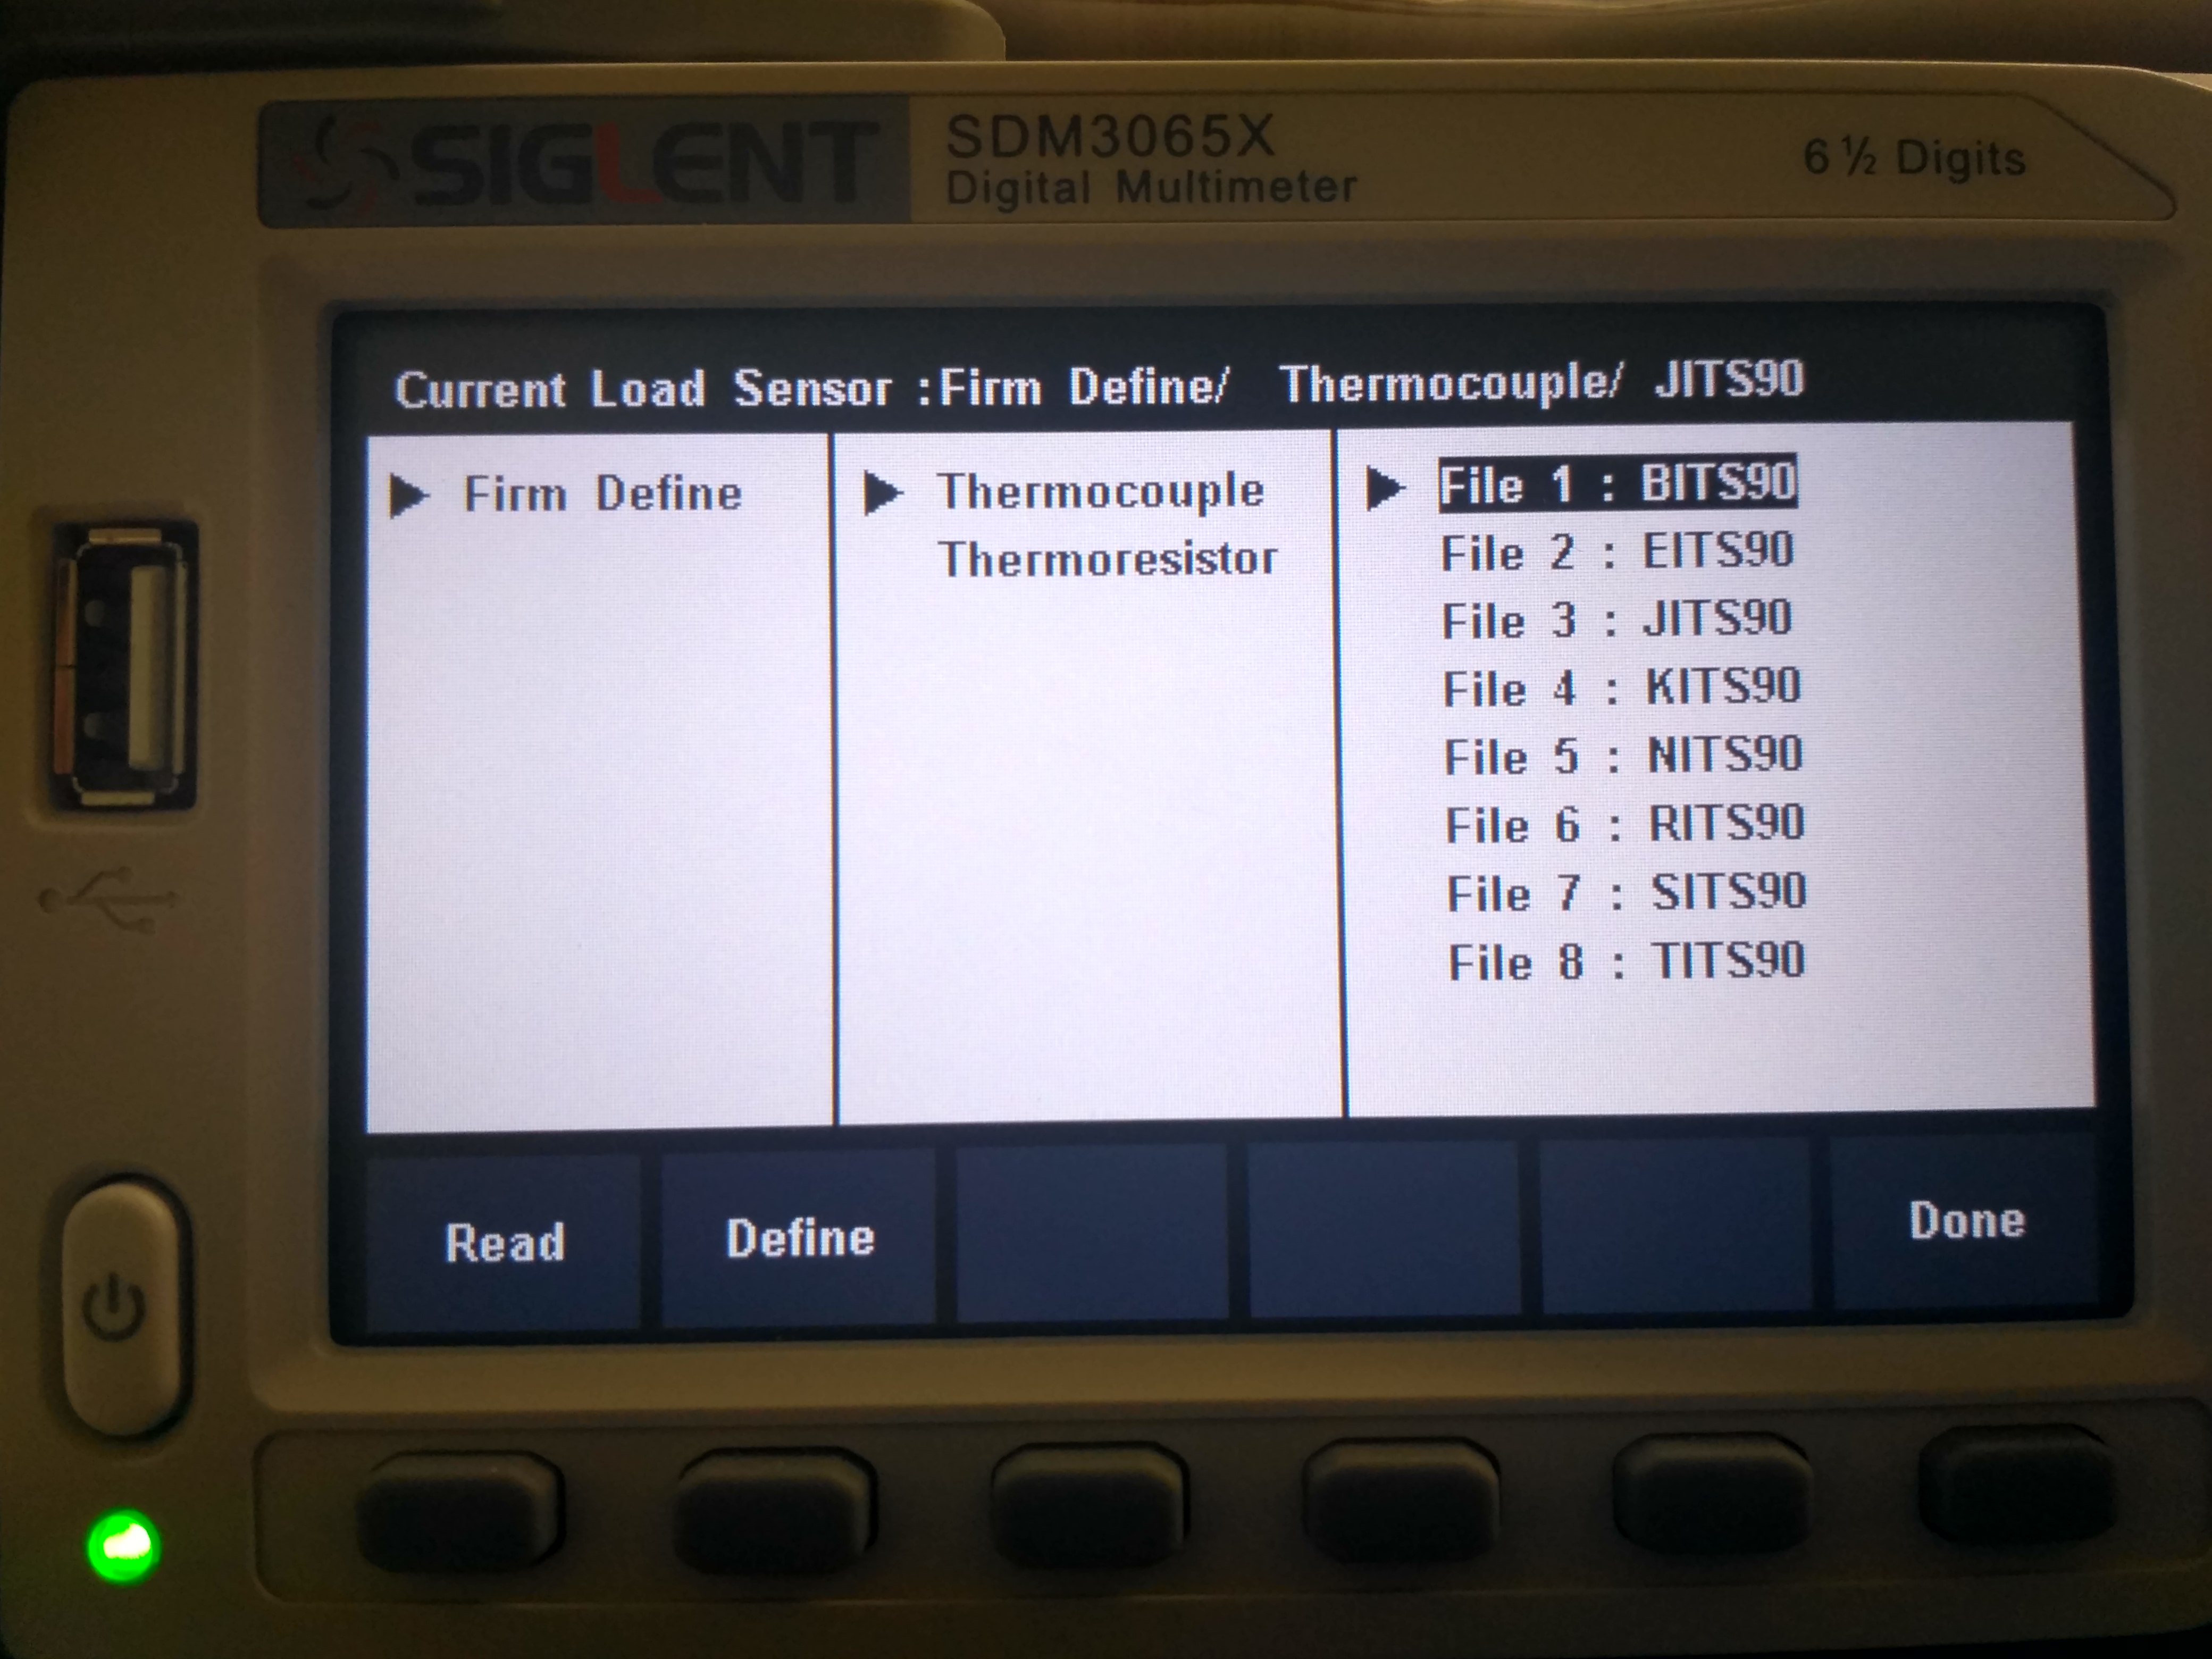 SIGLENT
SDM3065X
Digital Multimeter
6 ½ Digits
Current Load Sensor :Firm Define/ Thermocouple/ JITS90
Firm Define
Thermocouple
Thermoresistor
File 1 : BITS90
File 2 : EITS90
File 3 : JITS90
File 4 : KITS90
File 5 : NITS90
File 6 : RITS90
File 7 : SITS90
File 8 : TITS90
Read
Define
Done